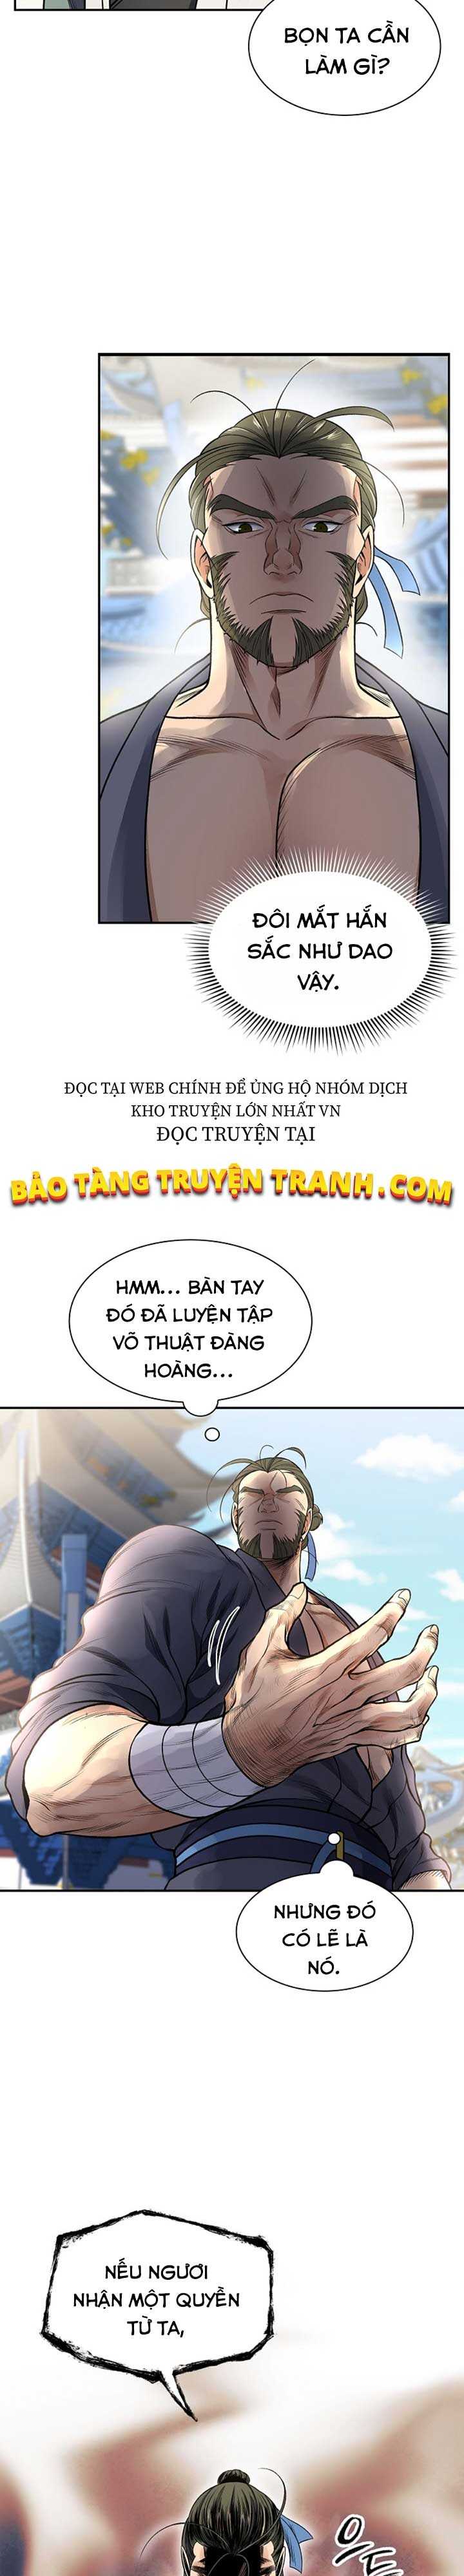 BỌN TA CẦN
LÀM GÌ?
ĐÔI MẮT HẮN
SẮC NHƯ DAO
VẬY.
ĐỌC TẠI WEB CHÍNH ĐỂ ỦNG HỘ NHÓM DỊCH
KHO TRUYỆN LỚN NHẤT VN
ĐỌC TRUYỆN TẠI
BẢO TÀNG TRUYỆN TRANH.COM
HMM... BÀN TAY
ĐÓ ĐÃ LUYỆN TẬP
VÕ THUẬT ĐÀNG
HOÀNG...
NHƯNG ĐÓ
CÓ LẼ LÀ
NÓ.
NẾU NGƯƠI
NHẬN MỘT QUYỀN
TỪ TA,